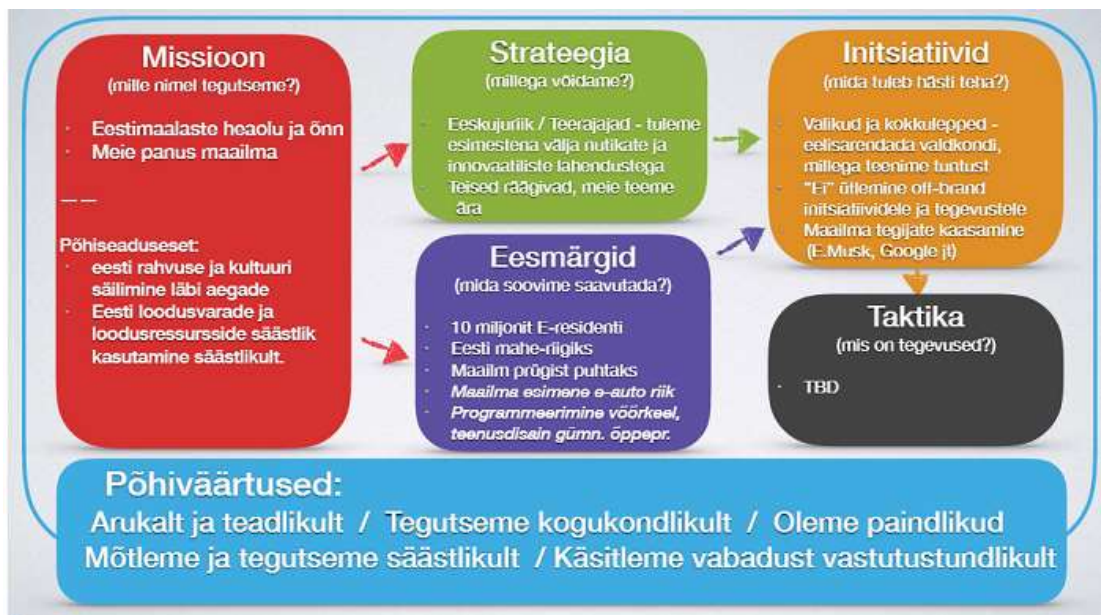 Missioon
(mille nimel tegutseme?)
· Eestimaalaste heaolu ja õnn
· Meie panus maailma
——
Põhiseaduseset:
· eesti rahvuse ja kultuuri
säilimine läbi aegade
· Eesti loodusvarade ja
loodusressursside säästlik
kasutamine säästlikult.
Strateegia
(millega võidame?)
· Eeskujuriik / Teerajajad - tuleme
esimestena välja nutikate ja
innovaatiliste lahendustega
· Teised räägivad, meie teeme
ära
Eesmärgid
(mida soovime saavutada?)
· 10 miljonit E-residenti
· Eesti mahe-riigiks
· Maailm prügist puhtaks
· Maailma esimene e-auto riik
· Programmeerimine võõrkeel,
teenusdisain gümn. õppepr.
Initsiatiivid
(mida tuleb hästi teha?)
· Valikud ja kokkulepped -
eelisarendada valdkondi,
millega teenime tuntust
· "Ei" ütlemine off-brand
initsiatiividele ja tegevustele
· Maailma tegijate kaasamine
(E.Musk, Google jt)
Taktika
(mis on tegevused?)
· TBD
Põhiväärtused:
Arukalt ja teadlikult / Tegutseme kogukondlikult / Oleme paindlikud
Mõtleme ja tegutseme säästlikult / Käsitleme vabadust vastutustundlikult